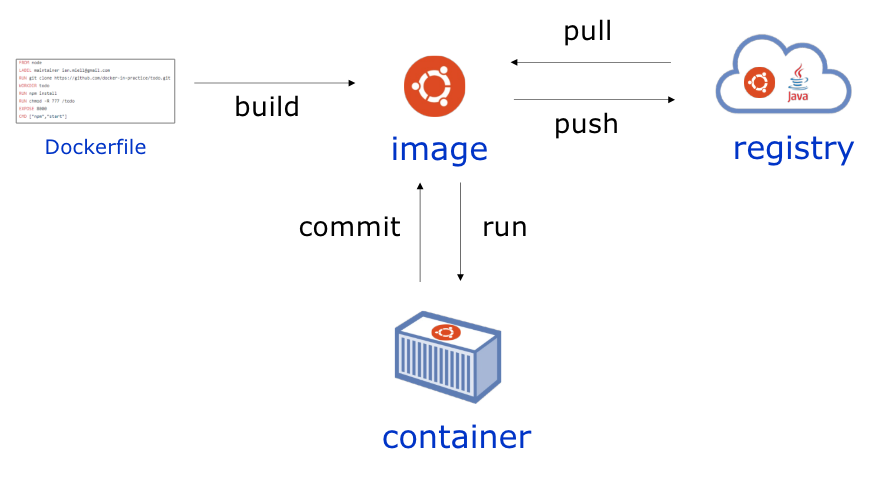 FROM node
LABEL maintainer ian.miell@gmail.com
RUN git clone https://github.com/docker-in-practice/todo.git
WORKDIR todo
RUN npm install
RUN chmod -R 777 /todo
EXPOSE 8000
CMD ["npm","start"]
Dockerfile
build
image
pull
push
Java
registry
commit
run
container